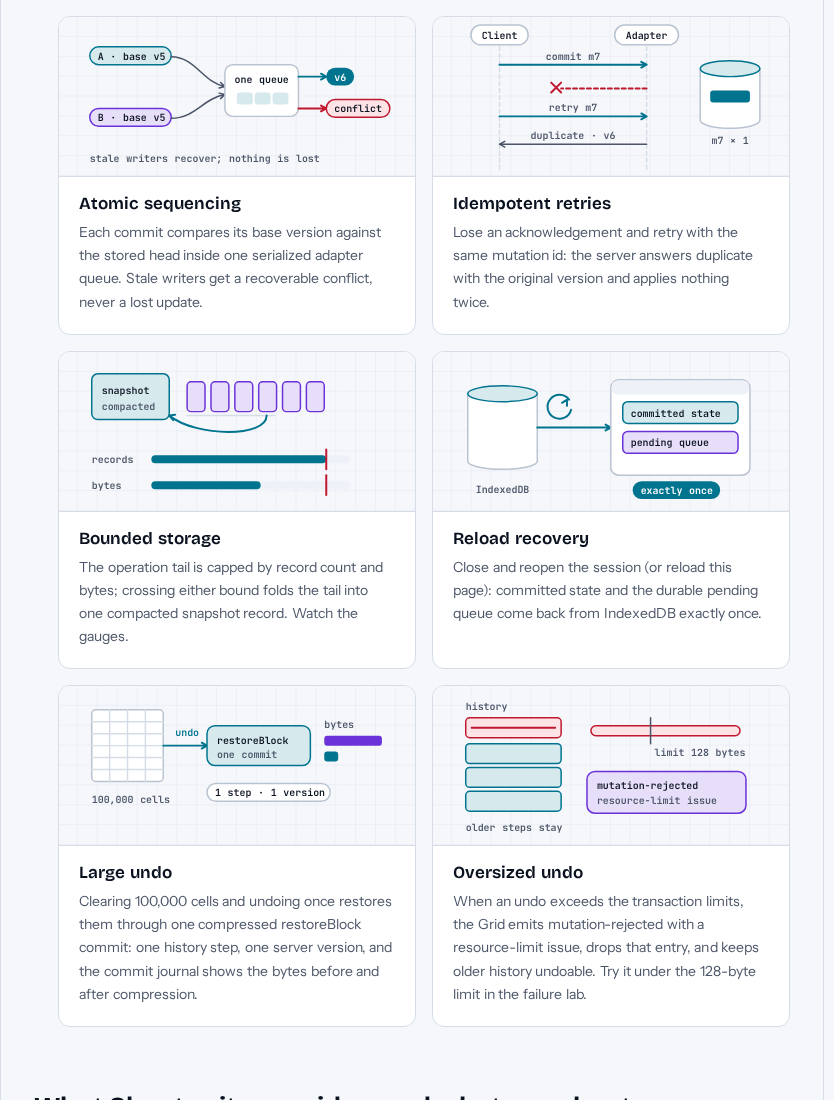 A · base v5
B · base v5
one queue
v6
conflict
stale writers recover; nothing is lost
Atomic sequencing
Each commit compares its base version against
the stored head inside one serialized adapter
queue. Stale writers get a recoverable conflict,
never a lost update.
Client
Adapter
commit m7
retry m7
duplicate · v6
m7 × 1
Idempotent retries
Lose an acknowledgement and retry with the
same mutation id: the server answers duplicate
with the original version and applies nothing
twice.
snapshot
compacted
records
bytes
Bounded storage
The operation tail is capped by record count and
bytes; crossing either bound folds the tail into
one compacted snapshot record. Watch the
gauges.
IndexedDB
committed state
pending queue
exactly once
Reload recovery
Close and reopen the session (or reload this
page): committed state and the durable pending
queue come back from IndexedDB exactly once.
100,000 cells
undo
restoreBlock
one commit
1 step · 1 version
bytes
Large undo
Clearing 100,000 cells and undoing once restores
them through one compressed restoreBlock
commit: one history step, one server version, and
the commit journal shows the bytes before and
after compression.
history
older steps stay
limit 128 bytes
mutation-rejected
resource-limit issue
Oversized undo
When an undo exceeds the transaction limits,
the Grid emits mutation-rejected with a
resource-limit issue, drops that entry, and keeps
older history undoable. Try it under the 128-byte
limit in the failure lab.